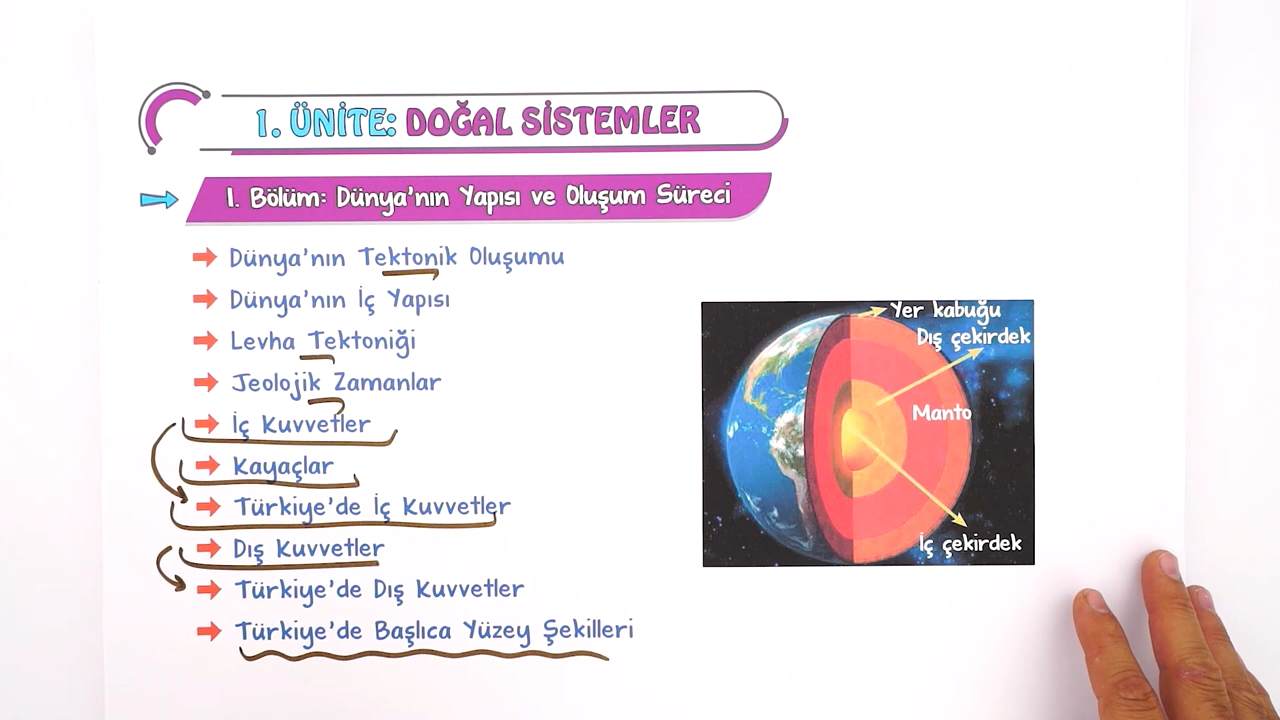 1. ÜNİTE: DOĞAL SİSTEMLER
1. Bölüm: Dünya'nın Yapısı ve Oluşum Süreci
Dünya'nın Tektonik Oluşumu
Dünya'nın İç Yapısı
Levha Tektoniği
Jeolojik Zamanlar
İç Kuvvetler
Kayaçlar
Türkiye'de İç Kuvvetler
Dış Kuvvetler
Türkiye'de Dış Kuvvetler
Türkiye'de Başlıca Yüzey Şekilleri
Yer kabuğu
Dış çekirdek
Manto
İç çekirdek